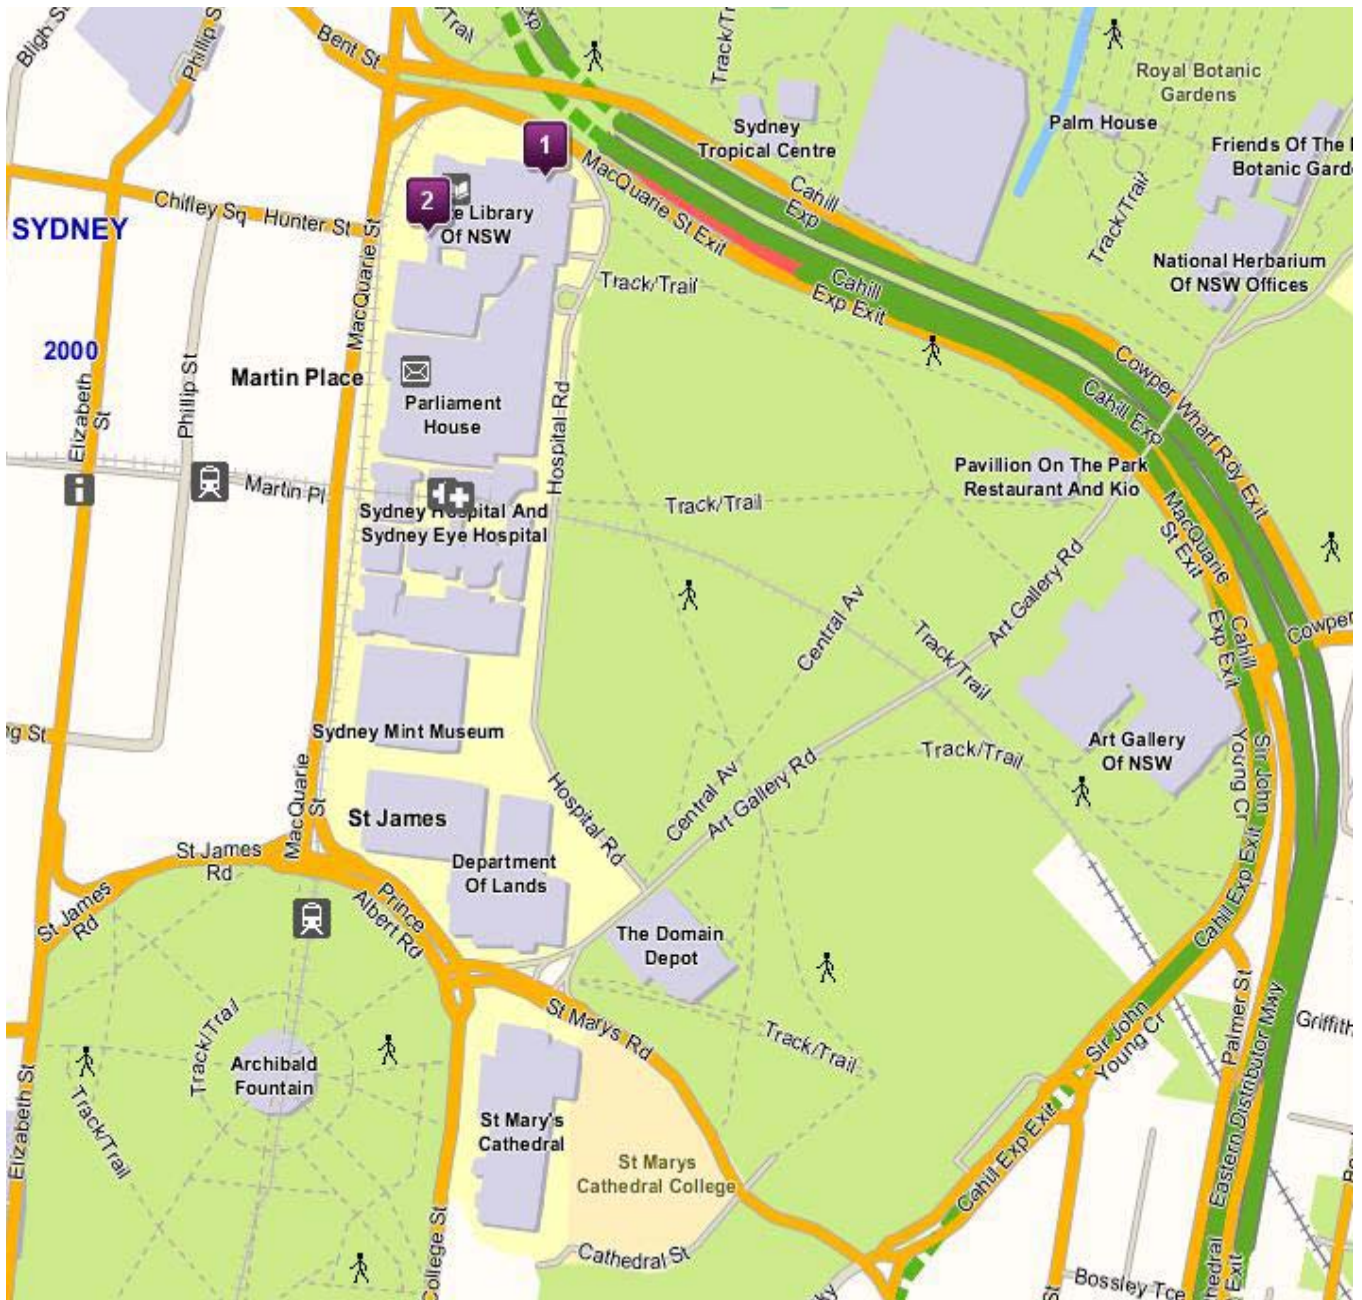 Bligh St
Phillip St
Bent St
Exp
Track/Trail
Track/Tr
Royal Botanic
Gardens
Palm House
Sydney
Tropical Centre
Friends Of The
Botanic Garde
1
2
MacQuarie St Exit
Cahill
Exp
Track/Trail
Chifley Sq
Hunter St
SYDNEY
Library
Of NSW
MacQuarie St
Track/Trail
Cahill
Exp Exit
National Herbarium
Of NSW Offices
2000
Martin Place
Phillip St
Elizabeth
St
Parliament
House
Hospital Rd
Cowper Wharf Rdy Exit
Cahill Exp
Pavillion On The Park
Restaurant And Kio
Martin Pl
Track/Trail
Sydney Hospital And
Sydney Eye Hospital
MacQuarie
St Exit
Art Gallery Rd
Central Av
Track/Trail
Cahill
Exp Exit
Cowper
g St
Sydney Mint Museum
Track/Trail
Art Gallery
Of NSW
Sir John
Young Cr
MacQuarie
St
St James
Hospital Rd
Central Av
Art Gallery Rd
St James
Rd
Department
Of Lands
Cahill Exp Exit
St James
Rd
Prince
Albert Rd
The Domain
Depot
St Marys Rd
Track/Trail
Track/Trail
Sir John
Young Cr
Palmer St
Eastern Distributor Mwy
Griffith
Archibald
Fountain
Elizabeth St
Track/Trail
St Mary's
Cathedral
St Marys
Cathedral College
Cahill Exp Exit
College St
Cathedral St
Bossley Tce
St
hedral
Exit
ky